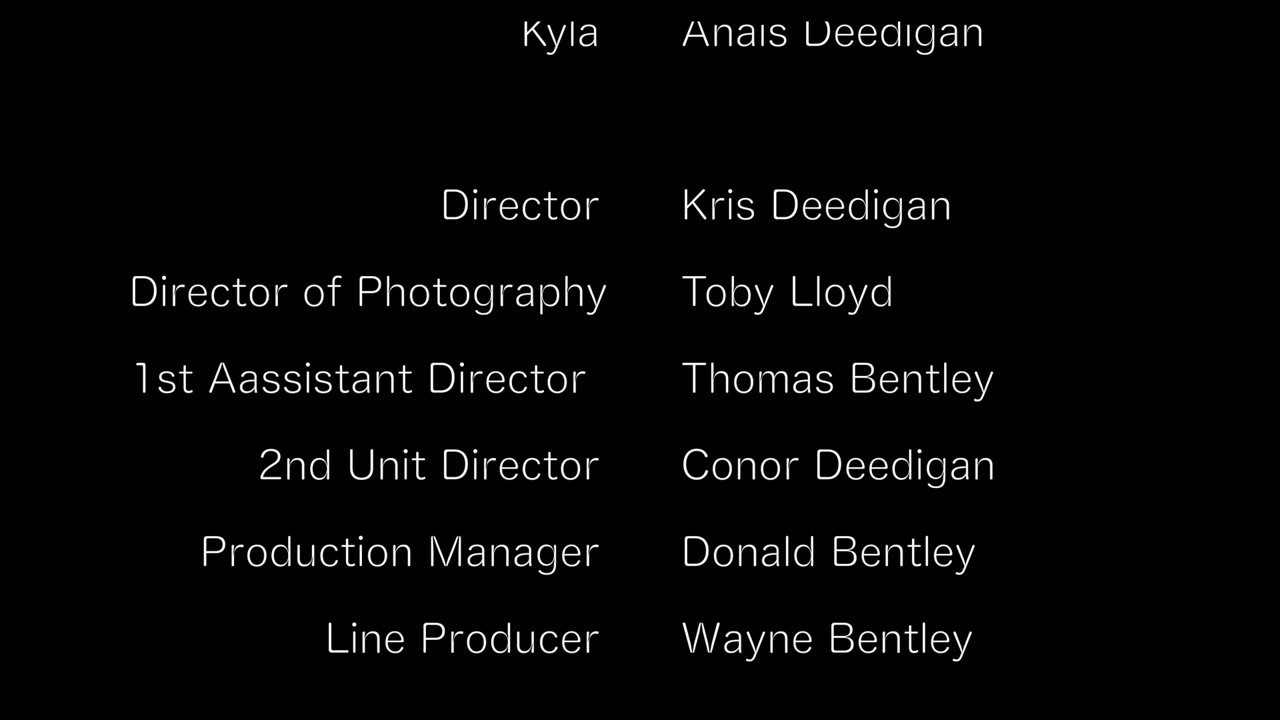 Kyla Anais Deedigan
Director Kris Deedigan
Director of Photography Toby Lloyd
1st Aassistant Director Thomas Bentley
2nd Unit Director Conor Deedigan
Production Manager Donald Bentley
Line Producer Wayne Bentley